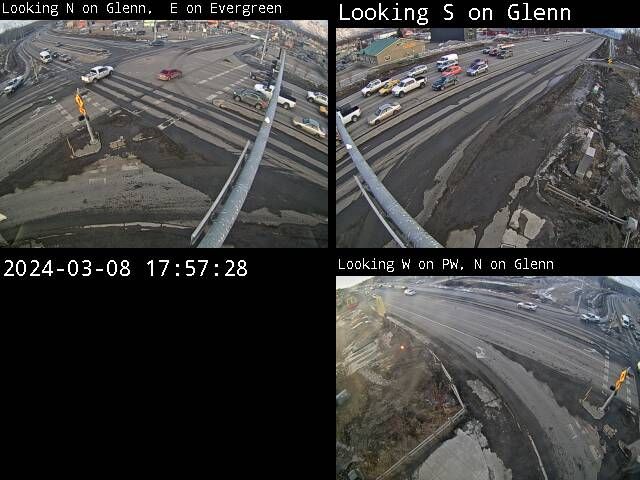 Looking N on Glenn,  E on Evergreen
Looking S on Glenn
2024-03-08 17:57:28
Looking W on PW, N on Glenn